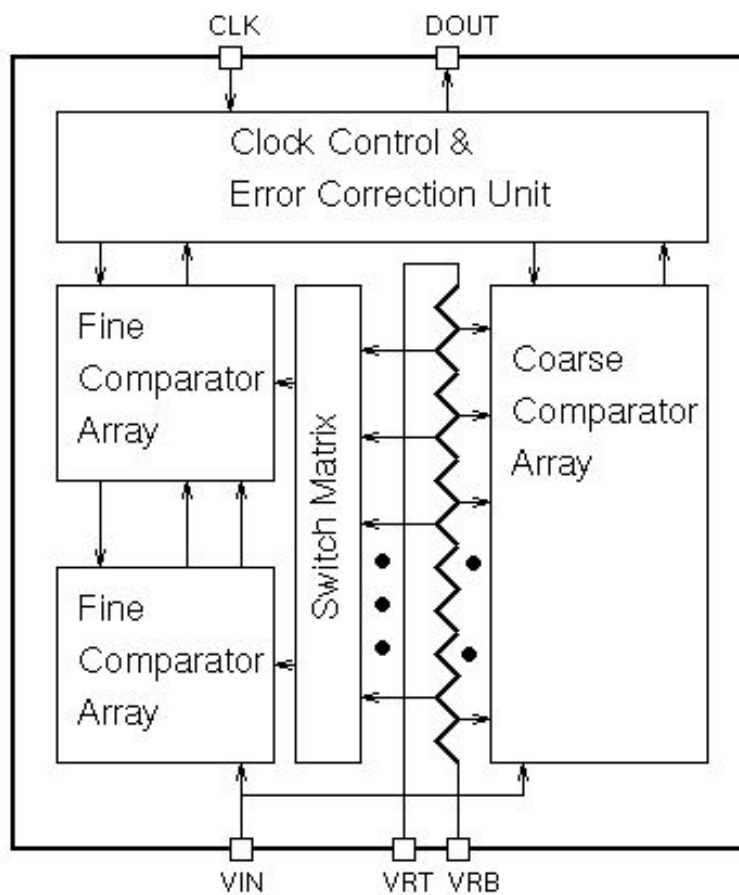 CLK
DOUT
Clock Control &
Error Correction Unit
Fine
Comparator
Array
Switch Matrix
Coarse
Comparator
Array
Fine
Comparator
Array
VIN
VRT
VRB